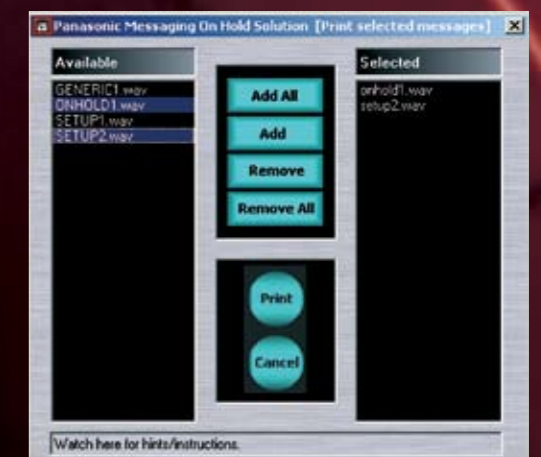 Panasonic Messaging On Hold Solution [Print selected messages]
Available
GENERIC1.wav
ONHOLD1.wav
SETUP1.wav
SETUP2.wav
Add All
Add
Remove
Remove All
Print
Cancel
Selected
onhold1.wav
setup2.wav
Watch here for hints/instructions.